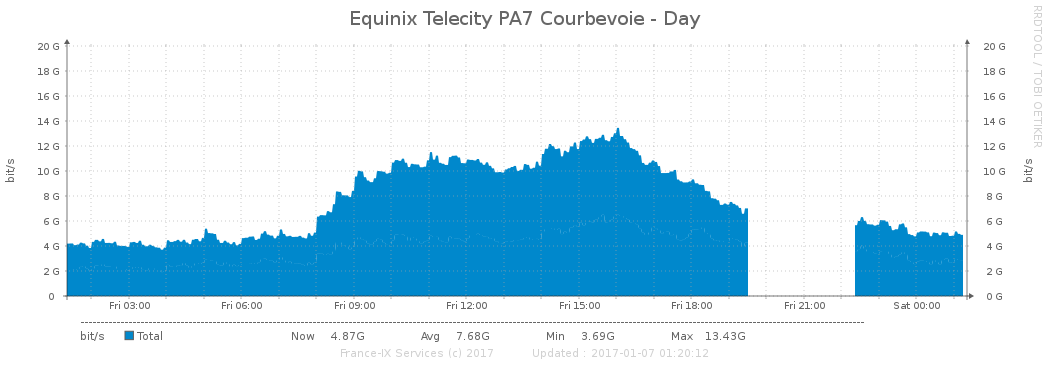 Equinix Telecity PA7 Courbevoie - Day
RRDTOOL / TOBI OETIKER
bit/s
bit/s
20 G 20 G
18 G 18 G
16 G 16 G
14 G 14 G
12 G 12 G
10 G 10 G
8 G 8 G
6 G 6 G
4 G 4 G
2 G 2 G
0 0 G
Fri 03:00 Fri 06:00 Fri 09:00 Fri 12:00 Fri 15:00 Fri 18:00 Fri 21:00 Sat 00:00
bit/s Total Now 4.87G Avg 7.68G Min 3.69G Max 13.43G
France-IX Services (c) 2017 Updated : 2017-01-07 01:20:12